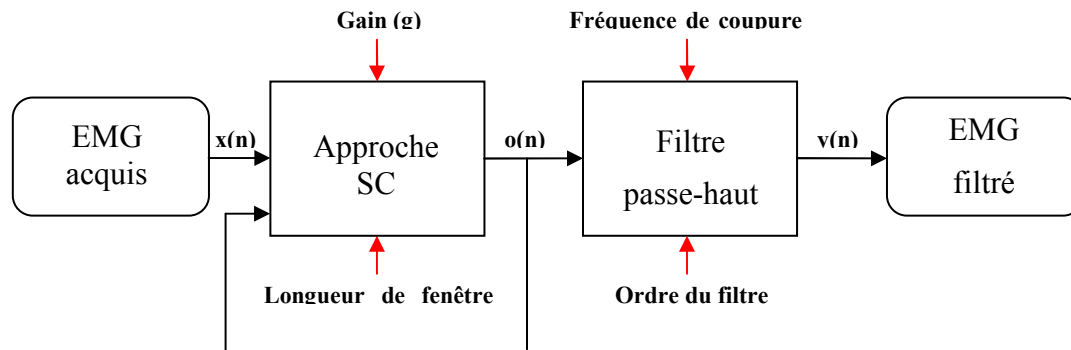 Gain (g)
Fréquence de coupure
EMG
acquis
x(n)
Approche
SC
o(n)
Filtre
passe-haut
v(n)
EMG
filtré
Longueur de fenêtre
Ordre du filtre